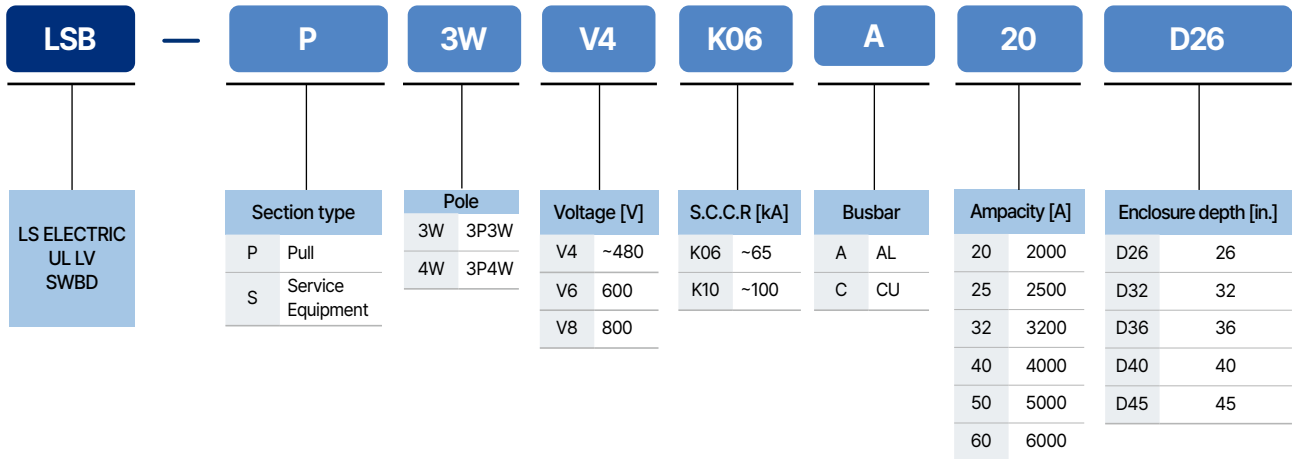 LSB — P 3W V4 K06 A 20 D26
LS ELECTRIC
UL LV
SWBD
Section type
P Pull
S Service
Equipment
Pole
3W 3P3W
4W 3P4W
Voltage [V]
V4 ~480
V6 600
V8 800
S.C.C.R [kA]
K06 ~65
K10 ~100
Busbar
A AL
C CU
Ampacity [A]
20 2000
25 2500
32 3200
40 4000
50 5000
60 6000
Enclosure depth [in.]
D26 26
D32 32
D36 36
D40 40
D45 45